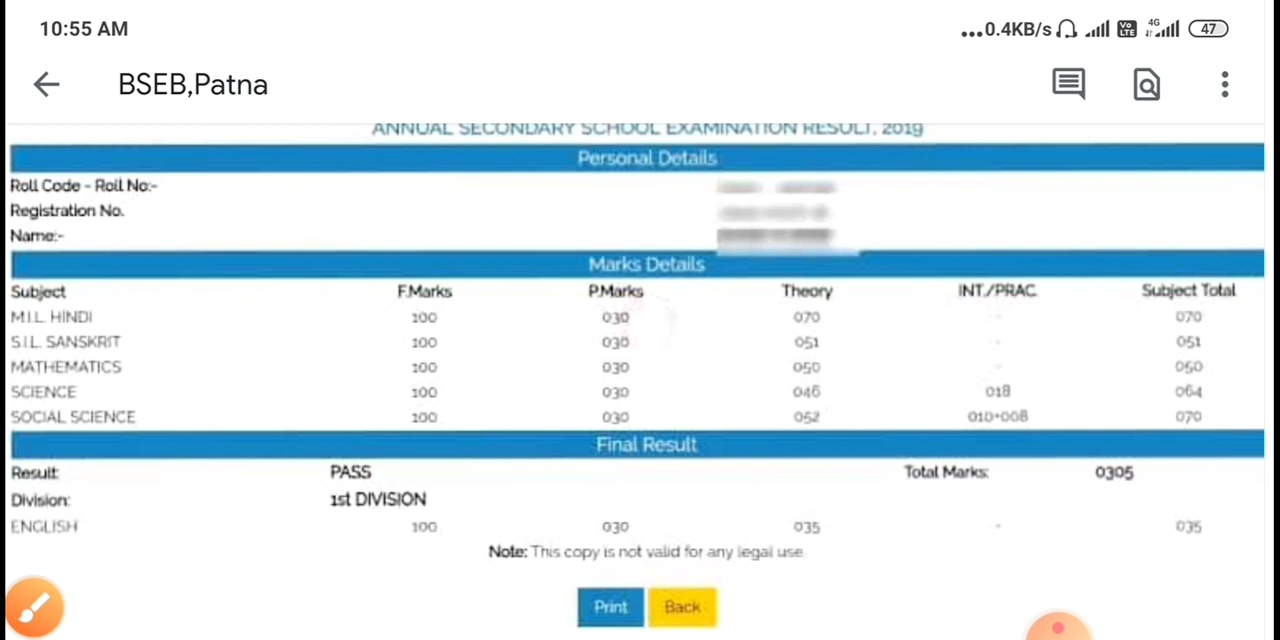 10:55 AM ...0.4KB/s Vo LTE 4G 47
BSEB,Patna
ANNUAL SECONDARY SCHOOL EXAMINATION RESULT, 2019
Personal Details
Roll Code - Roll No:-
Registration No.
Name:-
Marks Details
Subject F.Marks P.Marks Theory INT./PRAC. Subject Total
M.I.L. HINDI 100 030 070 - 070
S.I.L. SANSKRIT 100 030 051 - 051
MATHEMATICS 100 030 050 - 050
SCIENCE 100 030 046 018 064
SOCIAL SCIENCE 100 030 052 010+008 070
Final Result
Result: PASS Total Marks: 0305
Division: 1st DIVISION
ENGLISH 100 030 035 - 035
Note: This copy is not valid for any legal use.
Print Back